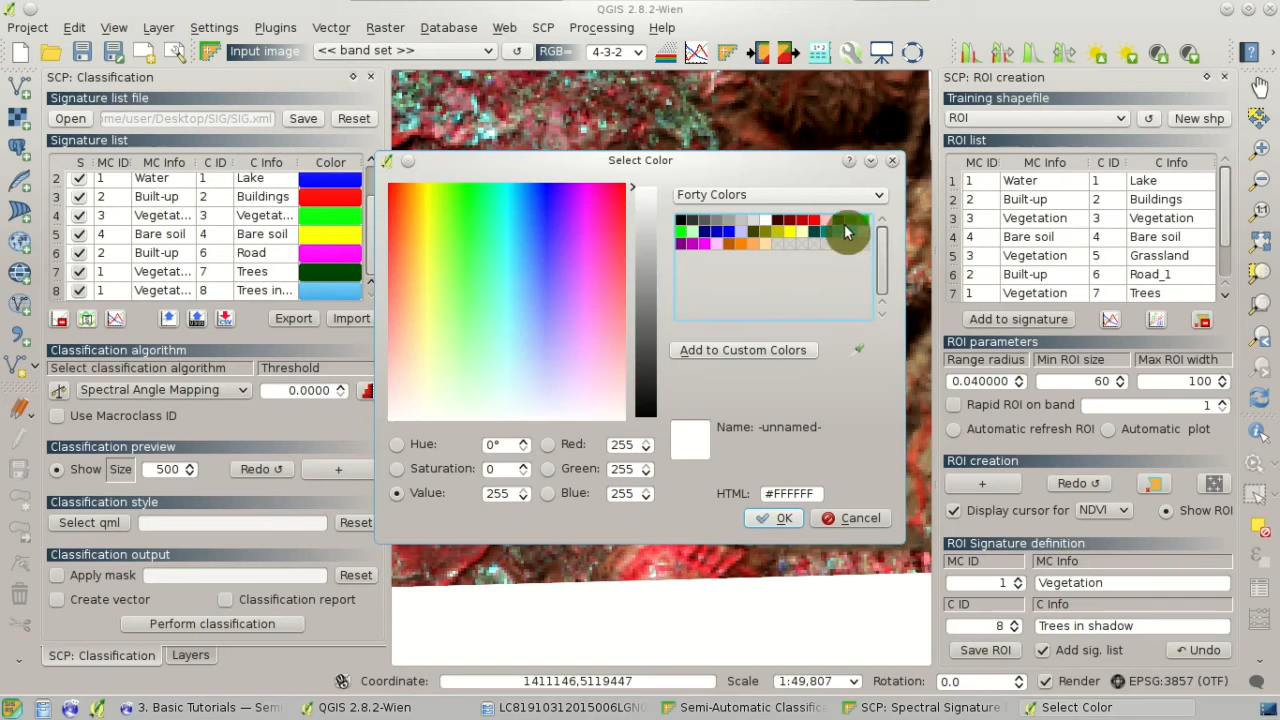 QGIS 2.8.2-Wien
Project Edit View Layer Settings Plugins Vector Raster Database Web SCP Processing Help
Input image << band set >> RGB= 4-3-2
SCP: Classification
Signature list file
Open me/user/Desktop/SIG/SIG.xml Save Reset
Signature list
S MC ID MC Info C ID C Info Color
2 1 Water 1 Lake
3 2 Built-up 2 Buildings
4 3 Vegetat... 3 Vegetat...
5 4 Bare soil 4 Bare soil
6 2 Built-up 6 Road
7 1 Vegetat... 7 Trees
8 1 Vegetat... 8 Trees in...
Export Import
Classification algorithm
Select classification algorithm Threshold
Spectral Angle Mapping 0.0000
Use Macroclass ID
Classification preview
Show Size 500 Redo +
Classification style
Select qml Reset
Classification output
Apply mask Reset
Create vector Classification report
Perform classification
SCP: Classification Layers
Select Color
Forty Colors
Add to Custom Colors
Name: -unnamed-
Hue: 0° Red: 255
Saturation: 0 Green: 255
Value: 255 Blue: 255
HTML: #FFFFFF
OK Cancel
SCP: ROI creation
Training shapefile
ROI New shp
ROI list
MC ID MC Info C ID C Info
1 1 Water 1 Lake
2 2 Built-up 2 Buildings
3 3 Vegetation 3 Vegetation
4 4 Bare soil 4 Bare soil
5 3 Vegetation 5 Grassland
6 2 Built-up 6 Road_1
7 1 Vegetation 7 Trees
Add to signature
ROI parameters
Range radius Min ROI size Max ROI width
0.040000 60 100
Rapid ROI on band 1
Automatic refresh ROI Automatic plot
ROI creation
+ Redo
Display cursor for NDVI Show ROI
ROI Signature definition
MC ID MC Info
1 Vegetation
C ID C Info
8 Trees in shadow
Save ROI Add sig. list Undo
Coordinate: 1411146,5119447 Scale 1:49,807 Rotation: 0.0 Render EPSG:3857 (OTF)
3. Basic Tutorials — Semi QGIS 2.8.2-Wien LC81910312015006LGN0 Semi-Automatic Classific SCP: Spectral Signature Select Color